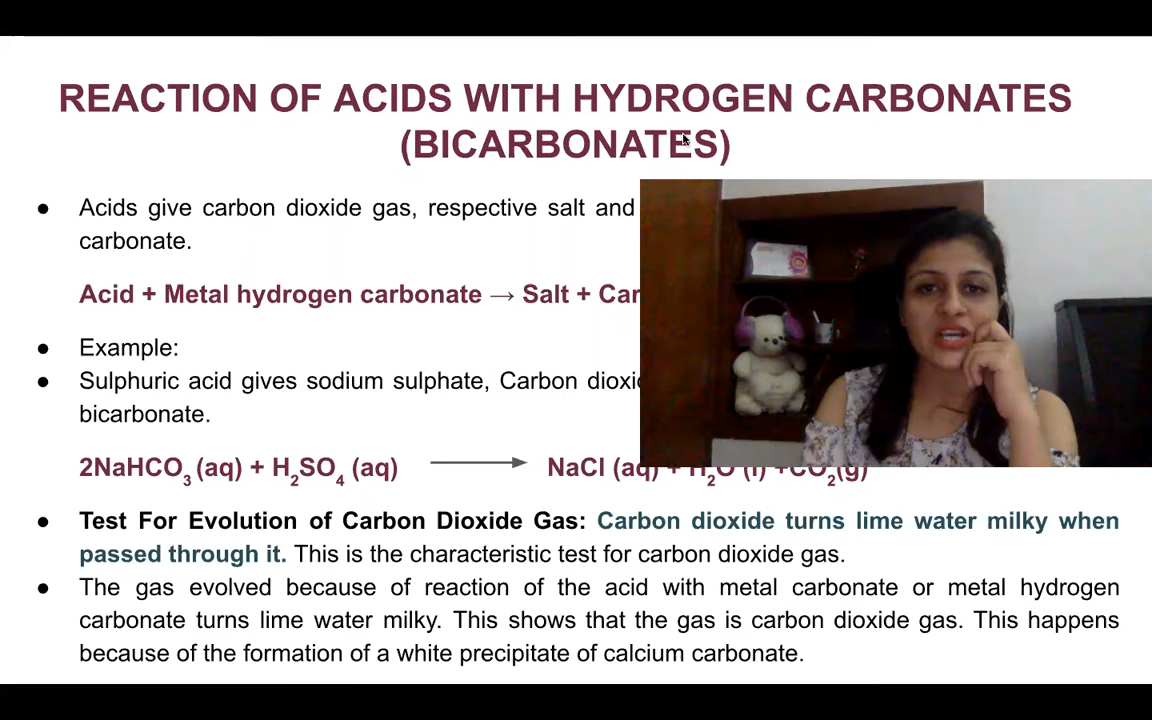 REACTION OF ACIDS WITH HYDROGEN CARBONATES
(BICARBONATES)
● Acids give carbon dioxide gas, respective salt and
carbonate.
Acid + Metal hydrogen carbonate → Salt + Car
● Example:
● Sulphuric acid gives sodium sulphate, Carbon dioxi
bicarbonate.
2NaHCO₃ (aq) + H₂SO₄ (aq) ⟶ NaCl (aq) + H₂O (l) +CO₂(g)
● Test For Evolution of Carbon Dioxide Gas: Carbon dioxide turns lime water milky when
passed through it. This is the characteristic test for carbon dioxide gas.
● The gas evolved because of reaction of the acid with metal carbonate or metal hydrogen
carbonate turns lime water milky. This shows that the gas is carbon dioxide gas. This happens
because of the formation of a white precipitate of calcium carbonate.